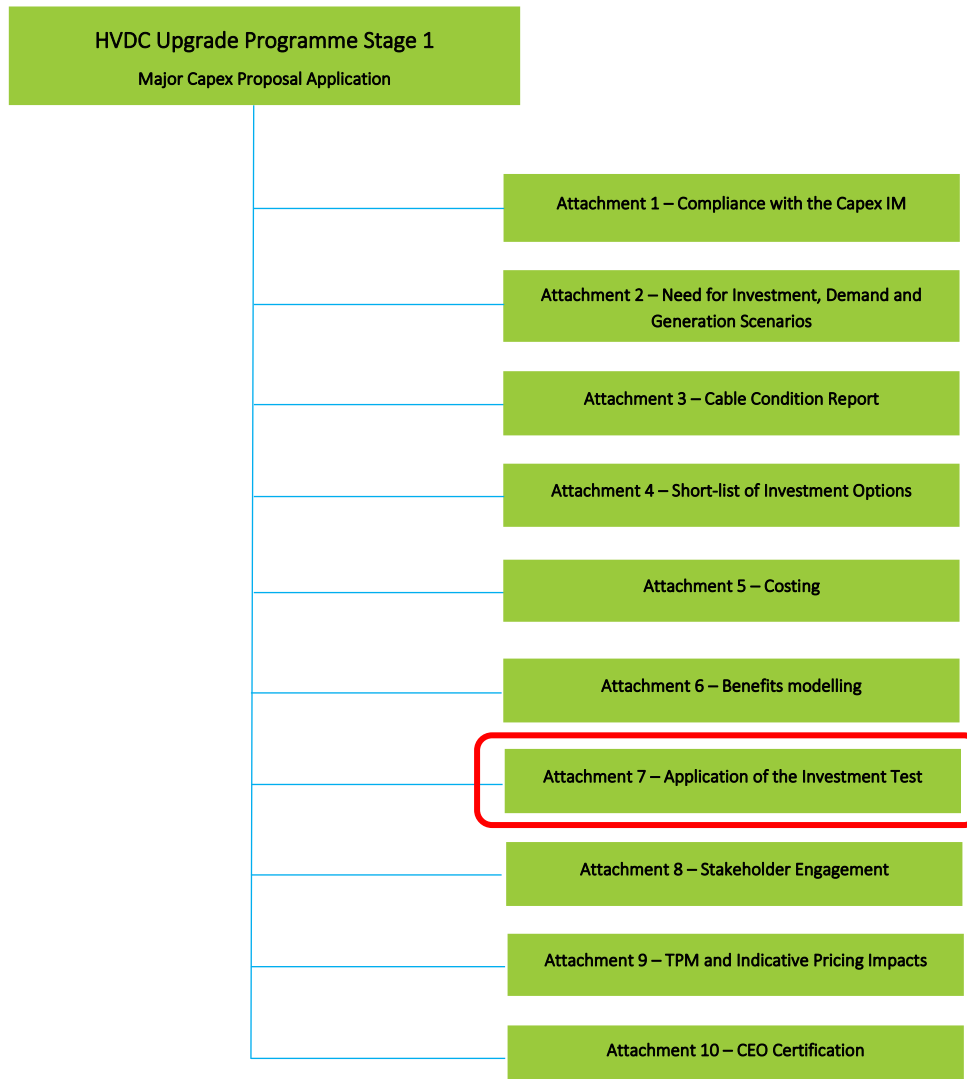 HVDC Upgrade Programme Stage 1
Major Capex Proposal Application
Attachment 1 – Compliance with the Capex IM
Attachment 2 – Need for Investment, Demand and
Generation Scenarios
Attachment 3 – Cable Condition Report
Attachment 4 – Short-list of Investment Options
Attachment 5 – Costing
Attachment 6 – Benefits modelling
Attachment 7 – Application of the Investment Test
Attachment 8 – Stakeholder Engagement
Attachment 9 – TPM and Indicative Pricing Impacts
Attachment 10 – CEO Certification